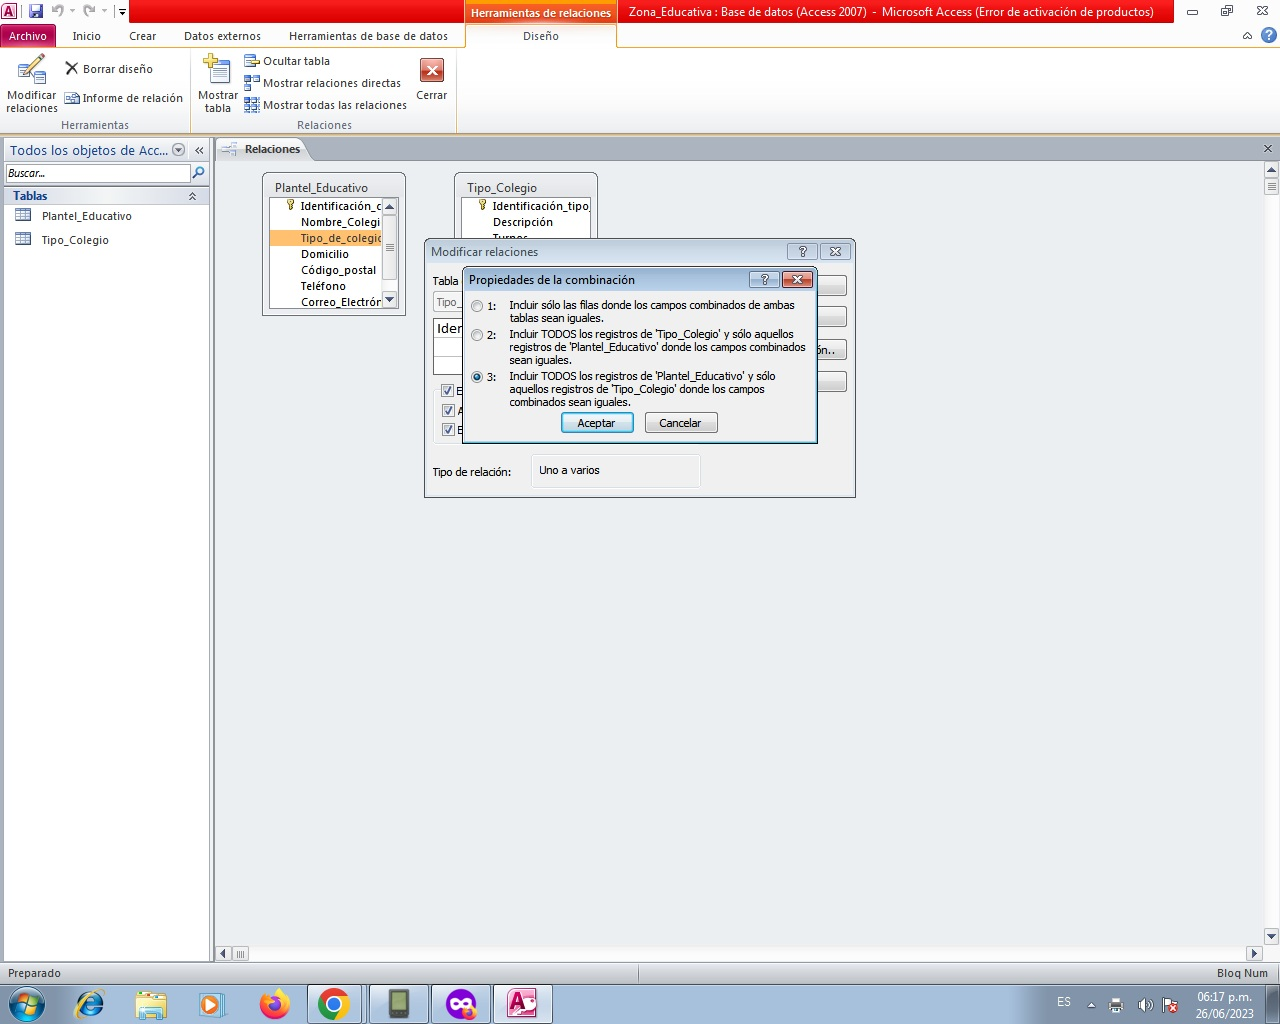 Herramientas de relaciones
Zona_Educativa : Base de datos (Access 2007) - Microsoft Access (Error de activación de productos)
Archivo
Inicio
Crear
Datos externos
Herramientas de base de datos
Diseño
Modificar
relaciones
Borrar diseño
Informe de relación
Herramientas
Mostrar
tabla
Ocultar tabla
Mostrar relaciones directas
Mostrar todas las relaciones
Relaciones
Cerrar
Todos los objetos de Acc...
Buscar...
Tablas
Plantel_Educativo
Tipo_Colegio
Relaciones
Plantel_Educativo
Identificación_c
Nombre_Colegi
Tipo_de_colegic
Domicilio
Código_postal
Teléfono
Correo_Electrón
Tipo_Colegio
Identificación_tipo_
Descripción
Turnos
Modificar relaciones
Tabla
Tipo_
Iden
ón..
Propiedades de la combinación
1: Incluir sólo las filas donde los campos combinados de ambas
tablas sean iguales.
2: Incluir TODOS los registros de 'Tipo_Colegio' y sólo aquellos
registros de 'Plantel_Educativo' donde los campos combinados
sean iguales.
3: Incluir TODOS los registros de 'Plantel_Educativo' y sólo
aquellos registros de 'Tipo_Colegio' donde los campos
combinados sean iguales.
Aceptar
Cancelar
Tipo de relación:
Uno a varios
Preparado
Bloq Num
ES
06:17 p.m.
26/06/2023